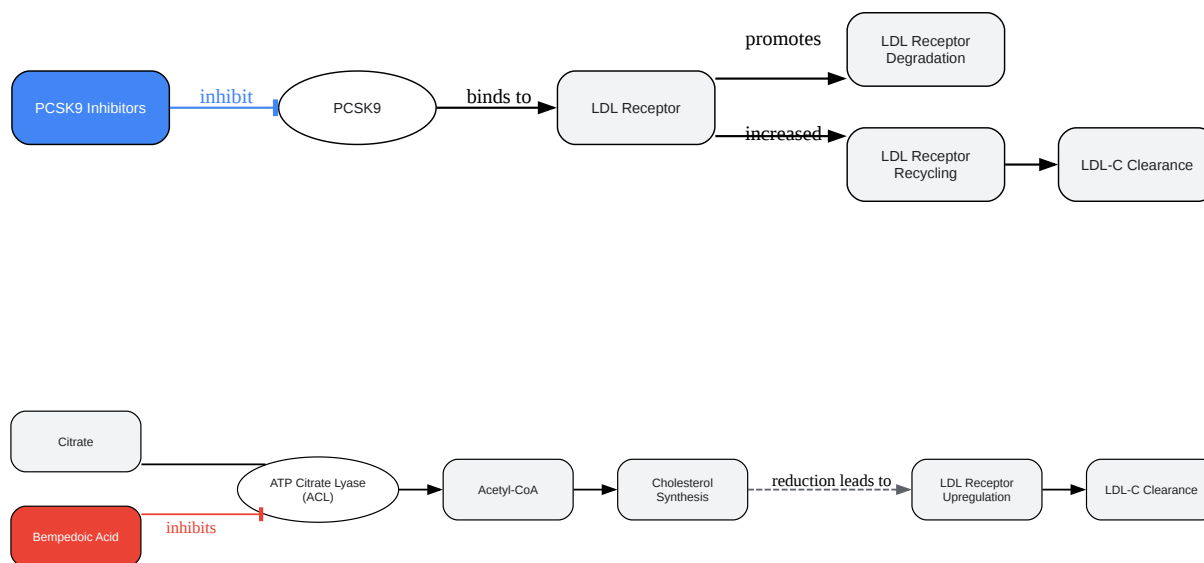 PCSK9 Inhibitors
inhibit
PCSK9
binds to
LDL Receptor
promotes
LDL Receptor
Degradation
increased
LDL Receptor
Recycling
LDL-C Clearance
Citrate
Bempedoic Acid
inhibits
ATP Citrate Lyase
(ACL)
Acetyl-CoA
Cholesterol
Synthesis
reduction leads to
LDL Receptor
Upregulation
LDL-C Clearance